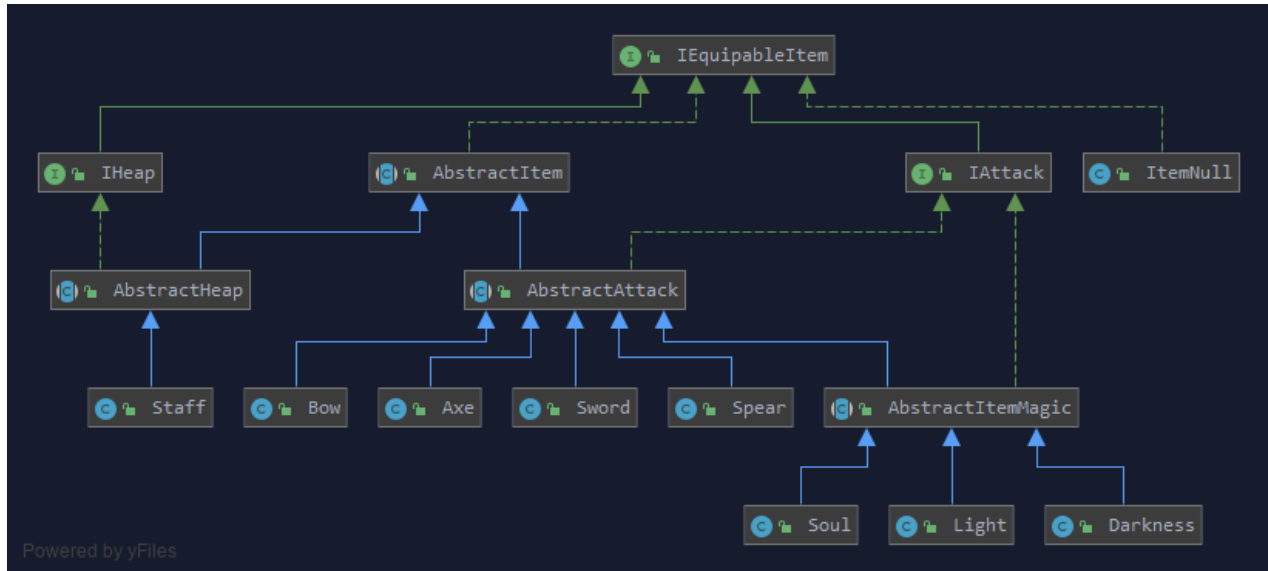 IEquipableItem
IHeap
AbstractItem
IAttack
ItemNull
AbstractHeap
AbstractAttack
Staff
Bow
Axe
Sword
Spear
AbstractItemMagic
Soul
Light
Darkness
Powered by yFiles